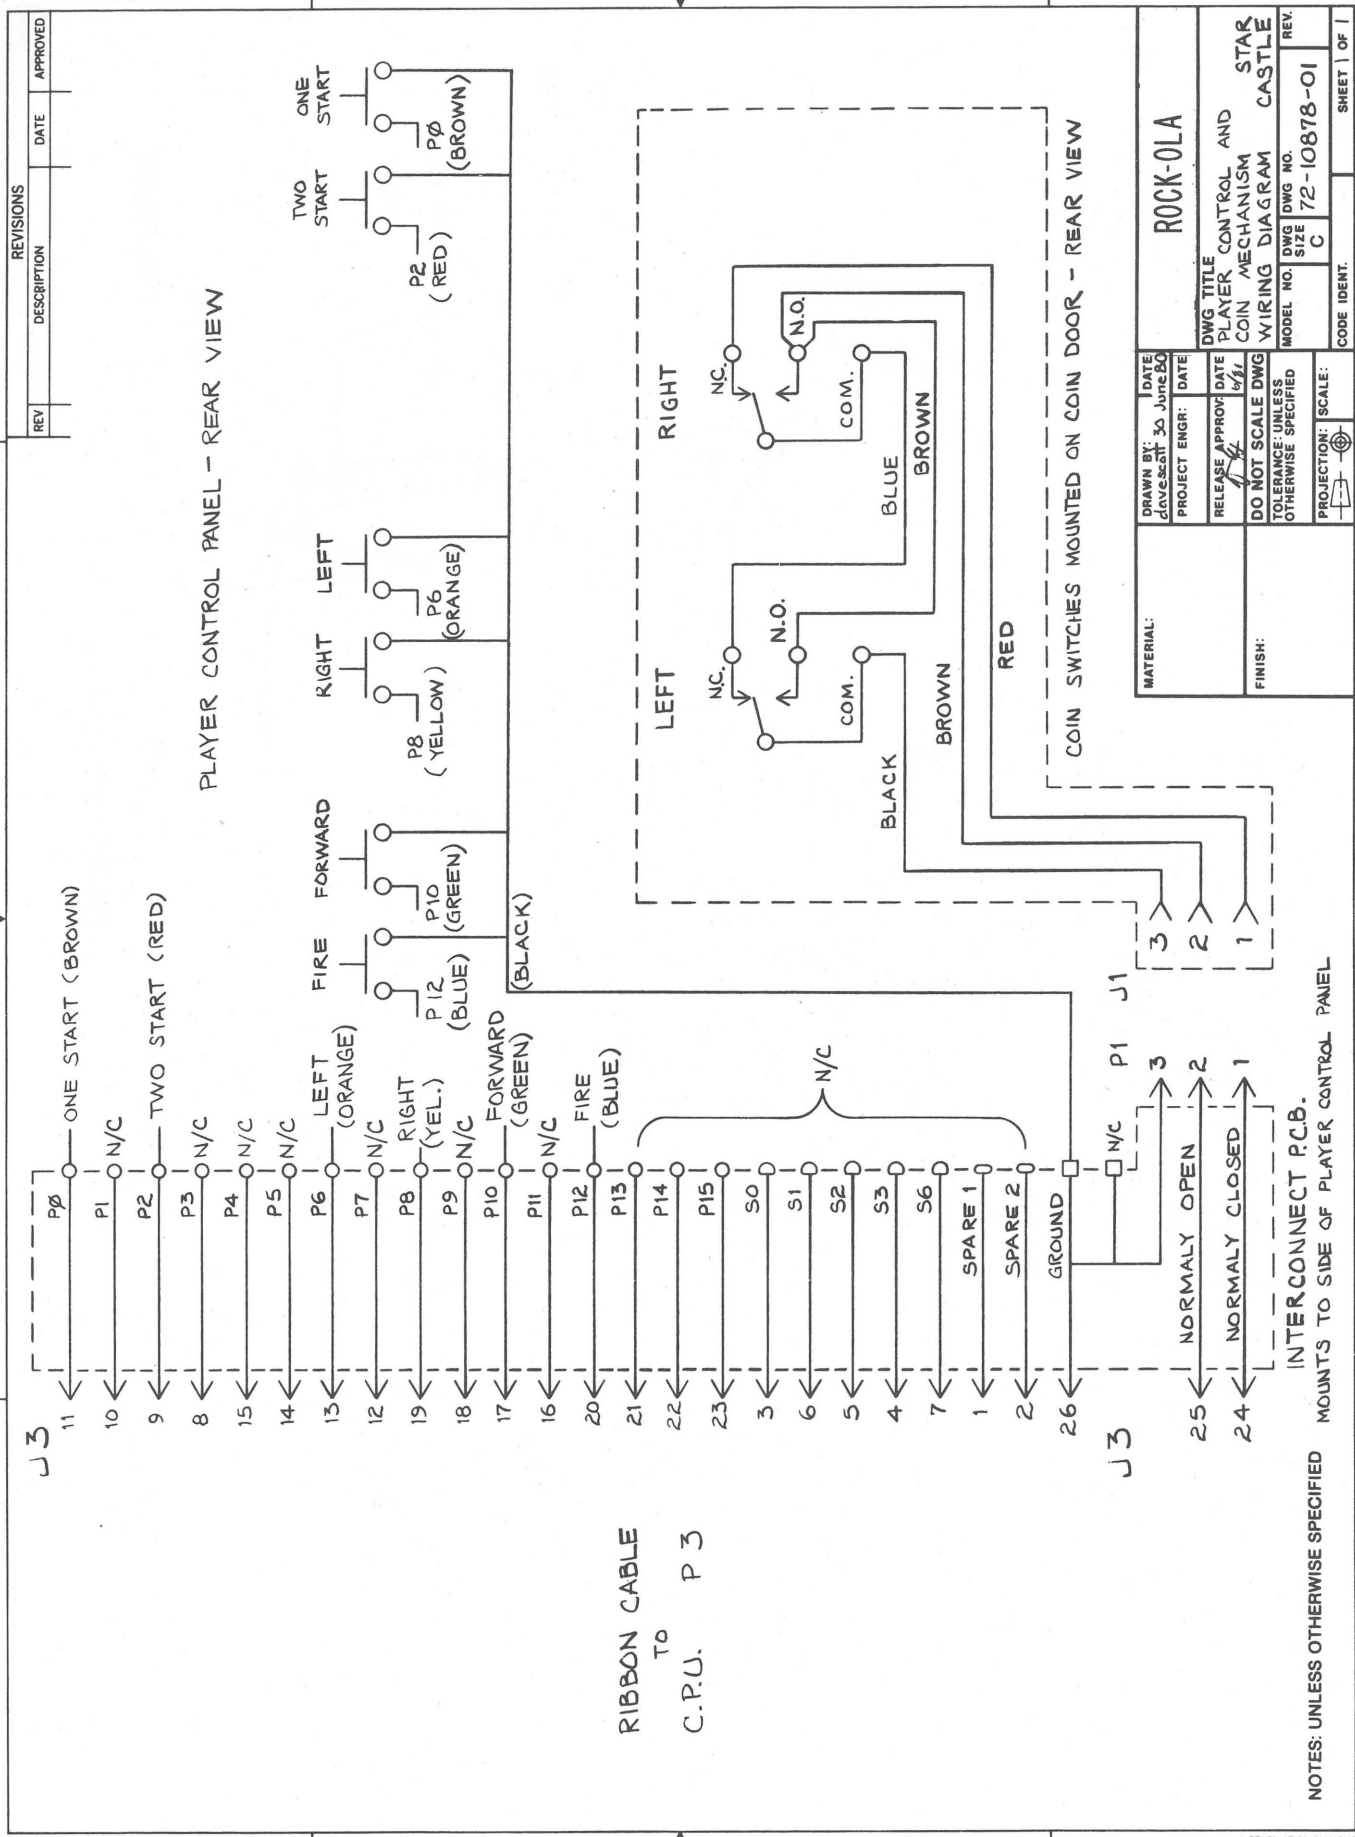 REVISIONS
REV
DESCRIPTION
DATE
APPROVED
J3
11
PØ
ONE START (BROWN)
10
P1
N/C
9
P2
TWO START (RED)
8
P3
N/C
15
P4
N/C
14
P5
N/C
13
P6
LEFT
(ORANGE)
12
P7
N/C
19
P8
RIGHT
(YEL.)
18
P9
N/C
17
P10
FORWARD
(GREEN)
16
P11
N/C
20
P12
FIRE
(BLUE)
21
P13
22
P14
23
P15
3
S0
6
S1
5
S2
4
S3
7
S6
1
SPARE 1
2
SPARE 2
N/C
26
GROUND
N/C
J3
25
NORMALY OPEN
24
NORMALY CLOSED
P1
3
2
1
J1
3
2
1
INTERCONNECT P.C.B.
MOUNTS TO SIDE OF PLAYER CONTROL PANEL
RIBBON CABLE
TO
C.P.U. P3
PLAYER CONTROL PANEL - REAR VIEW
FIRE
P12
(BLUE)
FORWARD
P10
(GREEN)
RIGHT
P8
(YELLOW)
LEFT
P6
(ORANGE)
TWO
START
P2
(RED)
ONE
START
PØ
(BROWN)
(BLACK)
LEFT
N.C.
N.O.
COM.
RIGHT
N.C.
N.O.
COM.
BLACK
BLUE
BROWN
BROWN
RED
COIN SWITCHES MOUNTED ON COIN DOOR - REAR VIEW
NOTES: UNLESS OTHERWISE SPECIFIED
MATERIAL:
FINISH:
DRAWN BY:
davescott
DATE
30 June 80
PROJECT ENGR:
DATE
RELEASE APPROV:
DATE
6/81
DO NOT SCALE DWG
TOLERANCE: UNLESS
OTHERWISE SPECIFIED
PROJECTION:
SCALE:
ROCK-OLA
DWG TITLE
PLAYER CONTROL AND
COIN MECHANISM STAR
WIRING DIAGRAM CASTLE
MODEL NO.
DWG SIZE
C
DWG NO.
72-10878-01
REV.
CODE IDENT.
SHEET 1 OF 1